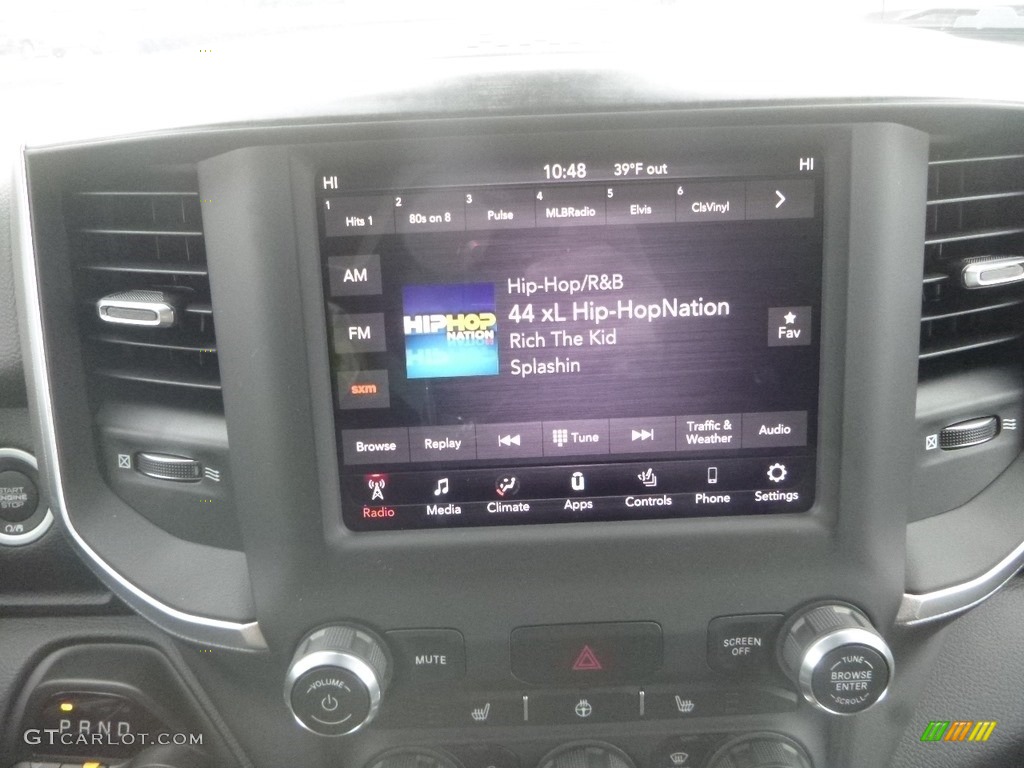 HI 10:48 39°F out HI
1 Hits 1 2 80s on 8 3 Pulse 4 MLBRadio 5 Elvis 6 ClsVinyl
AM
FM
sxm
HIPHOP
NATION
Hip-Hop/R&B
44 xL Hip-HopNation
Rich The Kid
Splashin
Fav
Browse Replay Tune Traffic & Weather Audio
Radio Media Climate Apps Controls Phone Settings
START
ENGINE
STOP
VOLUME
MUTE
SCREEN
OFF
TUNE
BROWSE
ENTER
SCROLL
PRND
GTCARLOT.COM